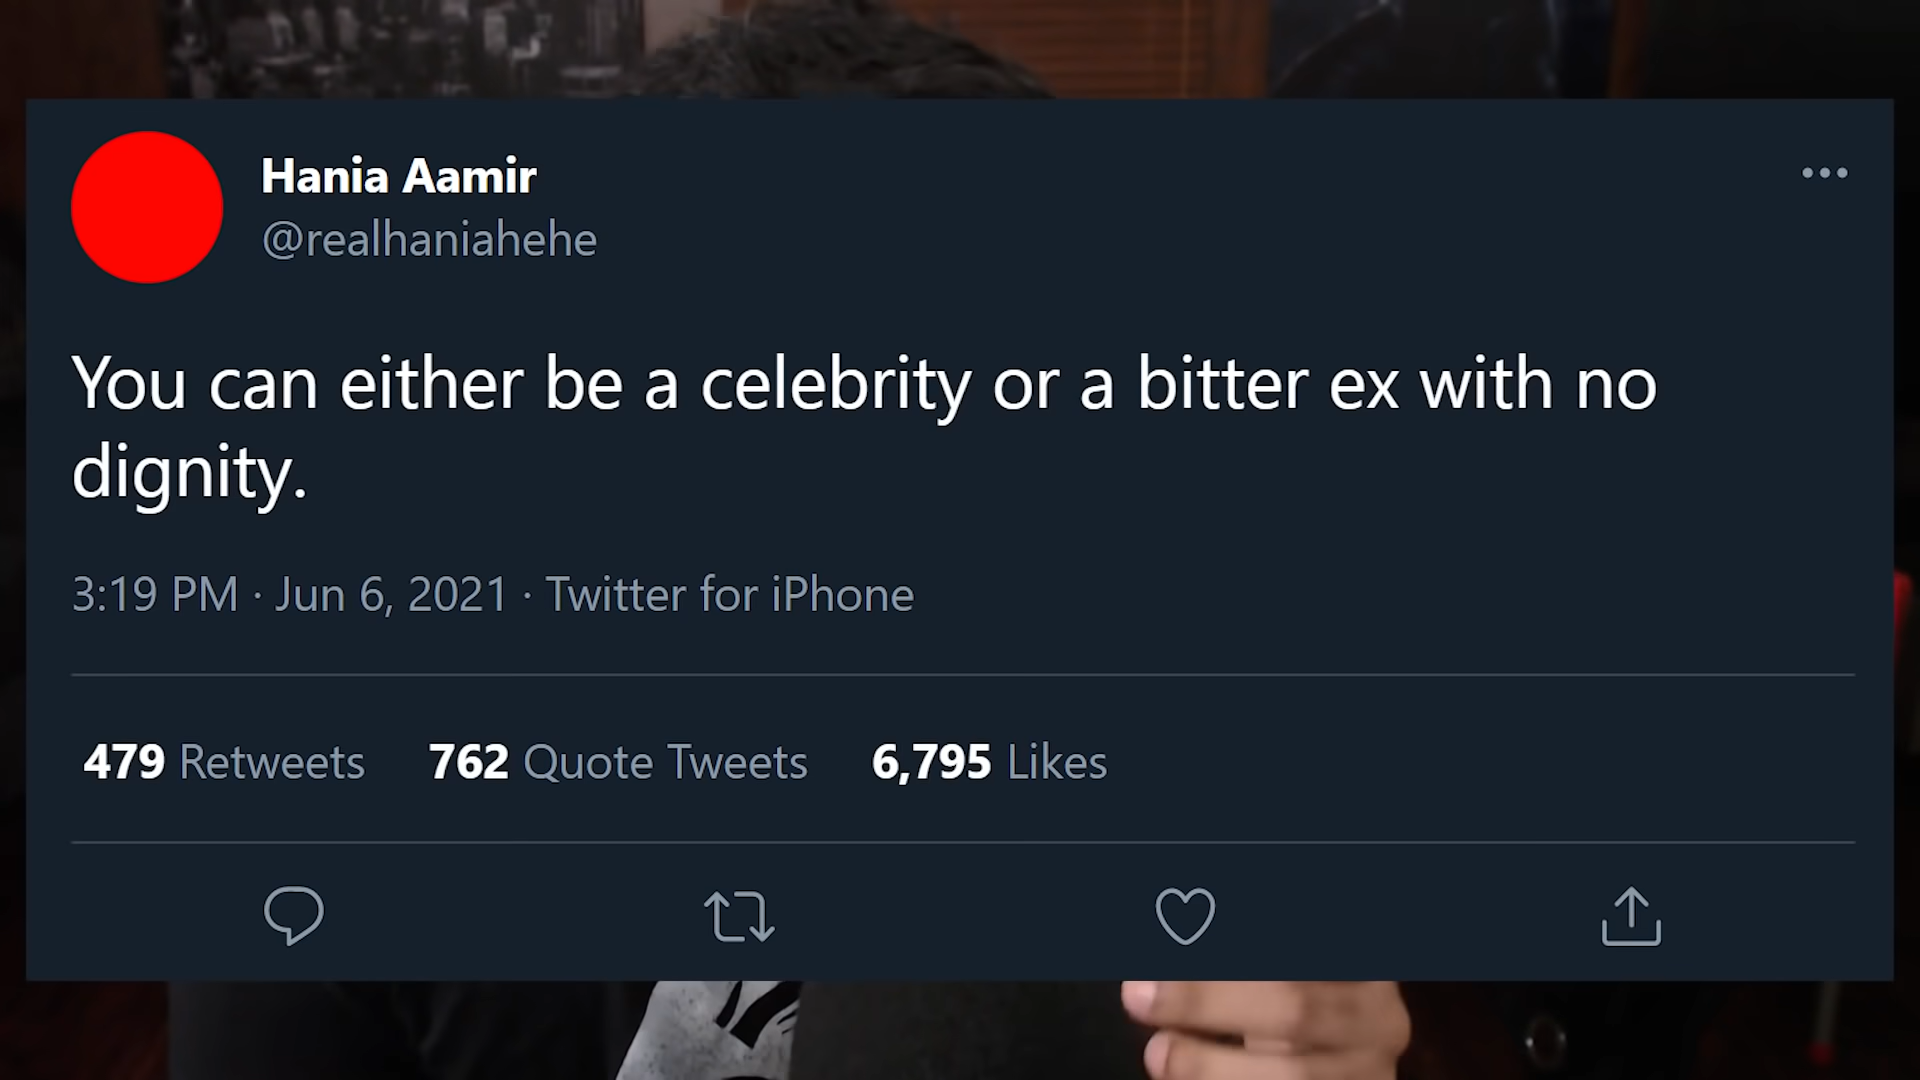 Hania Aamir
@realhaniahehe
You can either be a celebrity or a bitter ex with no
dignity.
3:19 PM · Jun 6, 2021 · Twitter for iPhone
479 Retweets 762 Quote Tweets 6,795 Likes